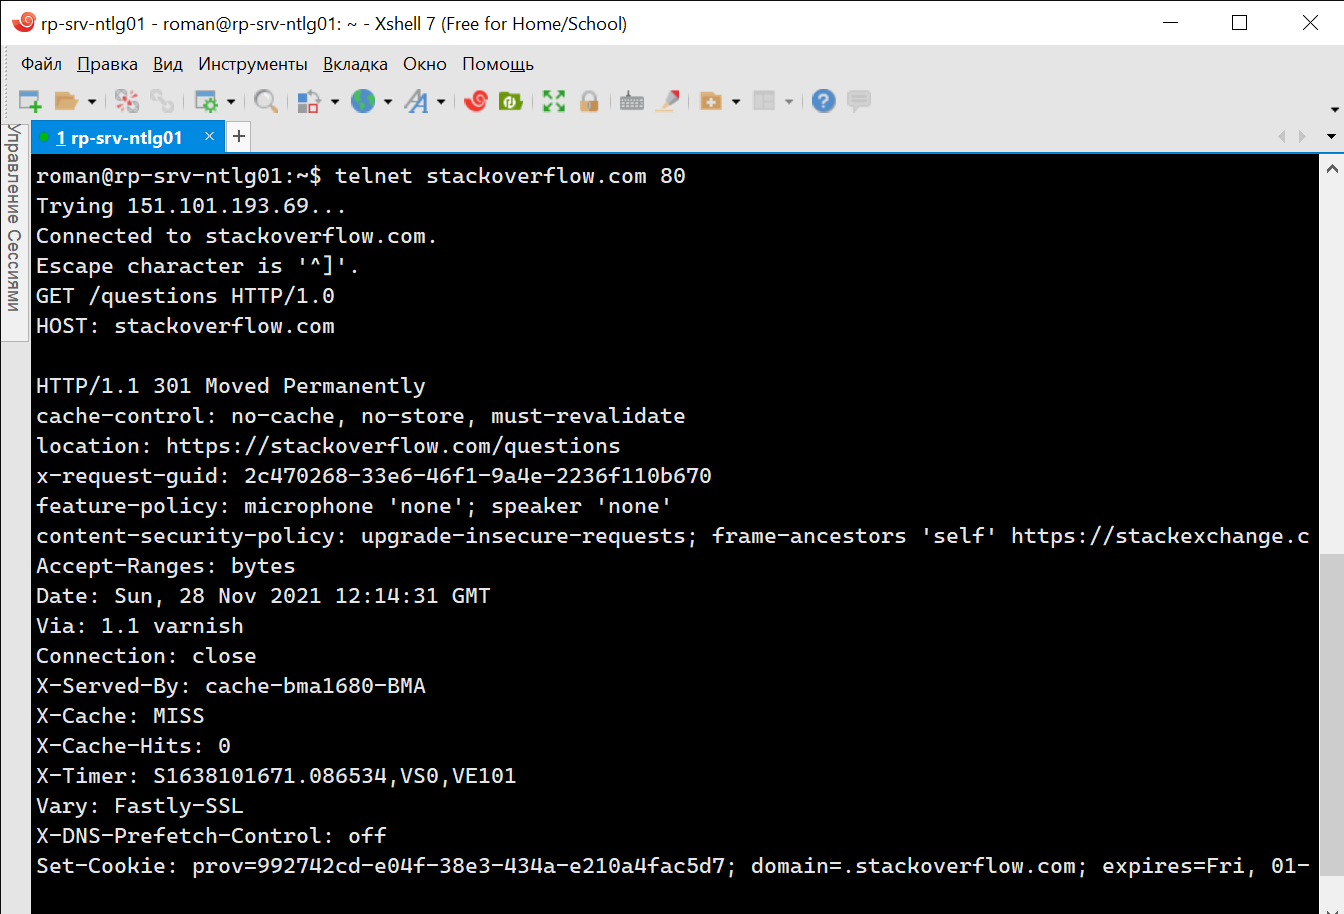 rp-srv-ntlg01 - roman@rp-srv-ntlg01: ~ - Xshell 7 (Free for Home/School)
Файл Правка Вид Инструменты Вкладка Окно Помощь
Управление Сессиями
1 rp-srv-ntlg01 × +
roman@rp-srv-ntlg01:~$ telnet stackoverflow.com 80
Trying 151.101.193.69...
Connected to stackoverflow.com.
Escape character is '^]'.
GET /questions HTTP/1.0
HOST: stackoverflow.com
HTTP/1.1 301 Moved Permanently
cache-control: no-cache, no-store, must-revalidate
location: https://stackoverflow.com/questions
x-request-guid: 2c470268-33e6-46f1-9a4e-2236f110b670
feature-policy: microphone 'none'; speaker 'none'
content-security-policy: upgrade-insecure-requests; frame-ancestors 'self' https://stackexchange.c
Accept-Ranges: bytes
Date: Sun, 28 Nov 2021 12:14:31 GMT
Via: 1.1 varnish
Connection: close
X-Served-By: cache-bma1680-BMA
X-Cache: MISS
X-Cache-Hits: 0
X-Timer: S1638101671.086534,VS0,VE101
Vary: Fastly-SSL
X-DNS-Prefetch-Control: off
Set-Cookie: prov=992742cd-e04f-38e3-434a-e210a4fac5d7; domain=.stackoverflow.com; expires=Fri, 01-